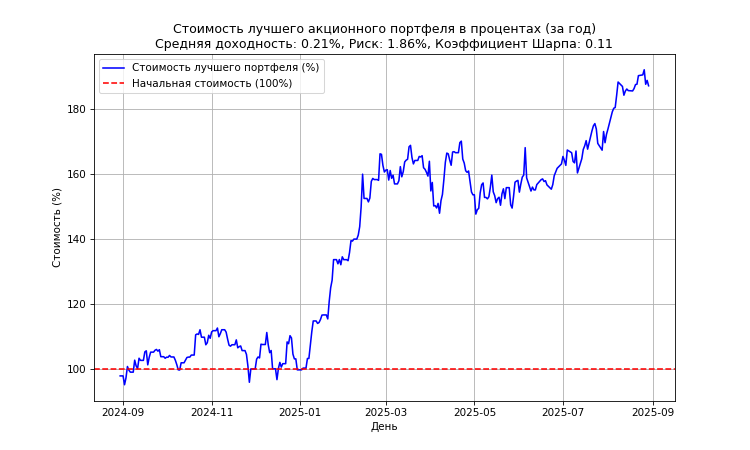 Стоимость лучшего акционного портфеля в процентах (за год)
Средняя доходность: 0.21%, Риск: 1.86%, Коэффициент Шарпа: 0.11
Стоимость лучшего портфеля (%)
Начальная стоимость (100%)
Стоимость (%)
180
160
140
120
100
2024-09 2024-11 2025-01 2025-03 2025-05 2025-07 2025-09
День